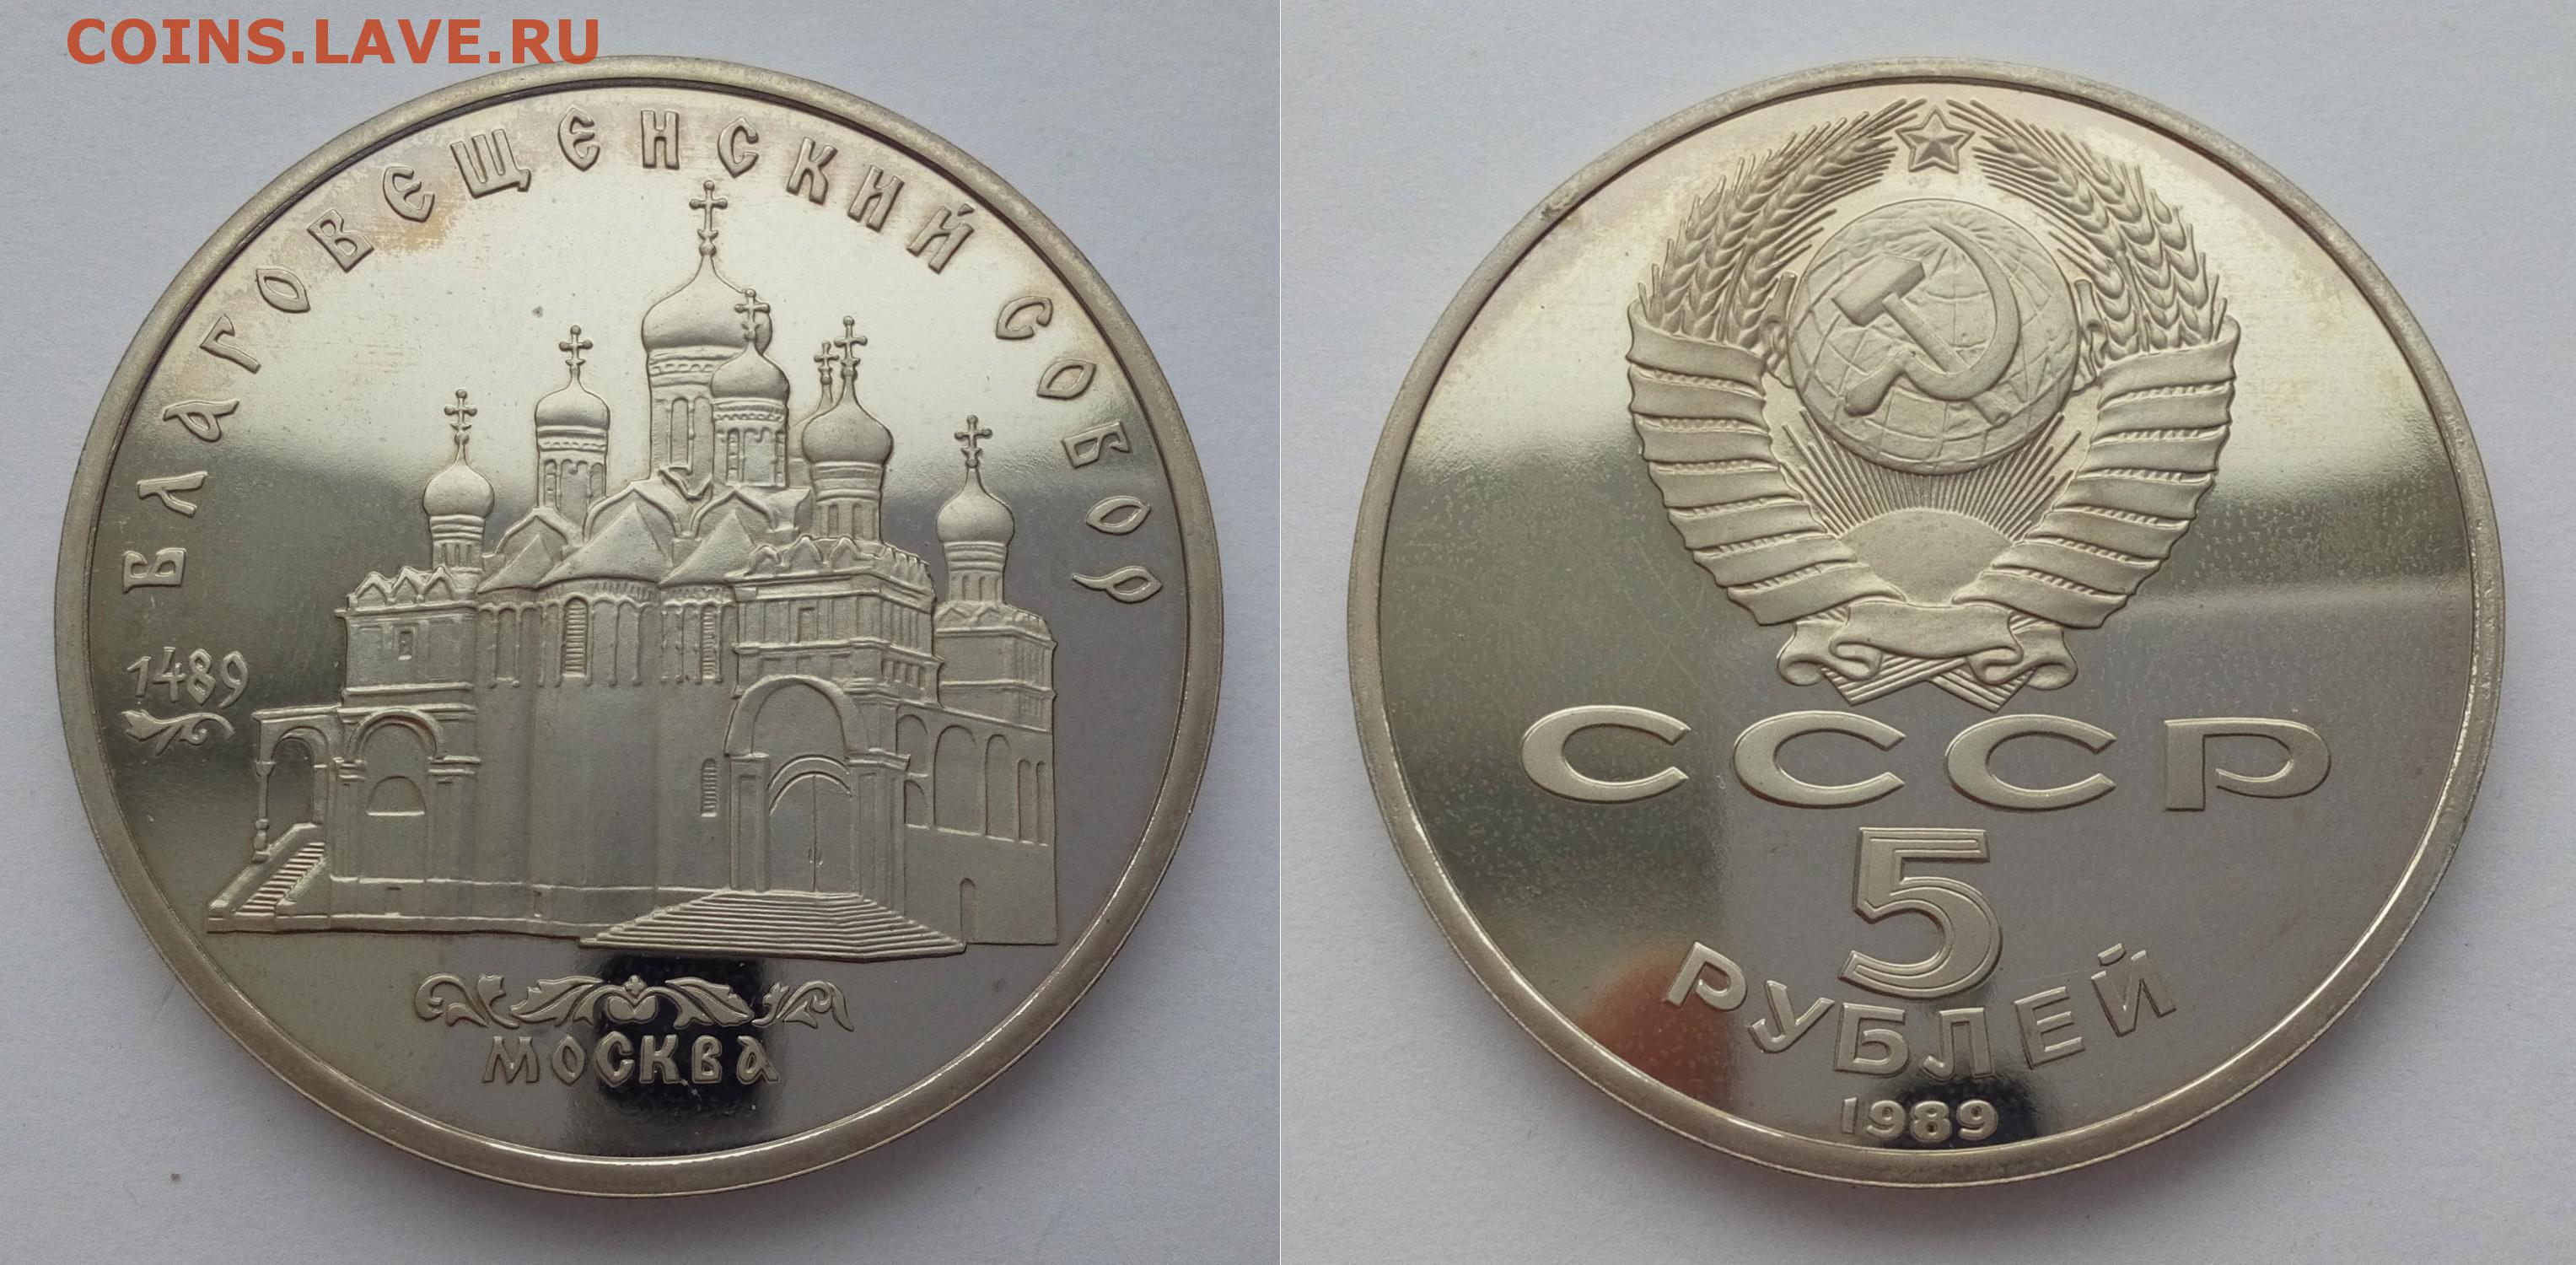 COINS.LAVE.RU
БЛАГОВЕЩЕНСКИЙ СОБОР
1489
МОСКВА
СССР
5
РУБЛЕЙ
1989